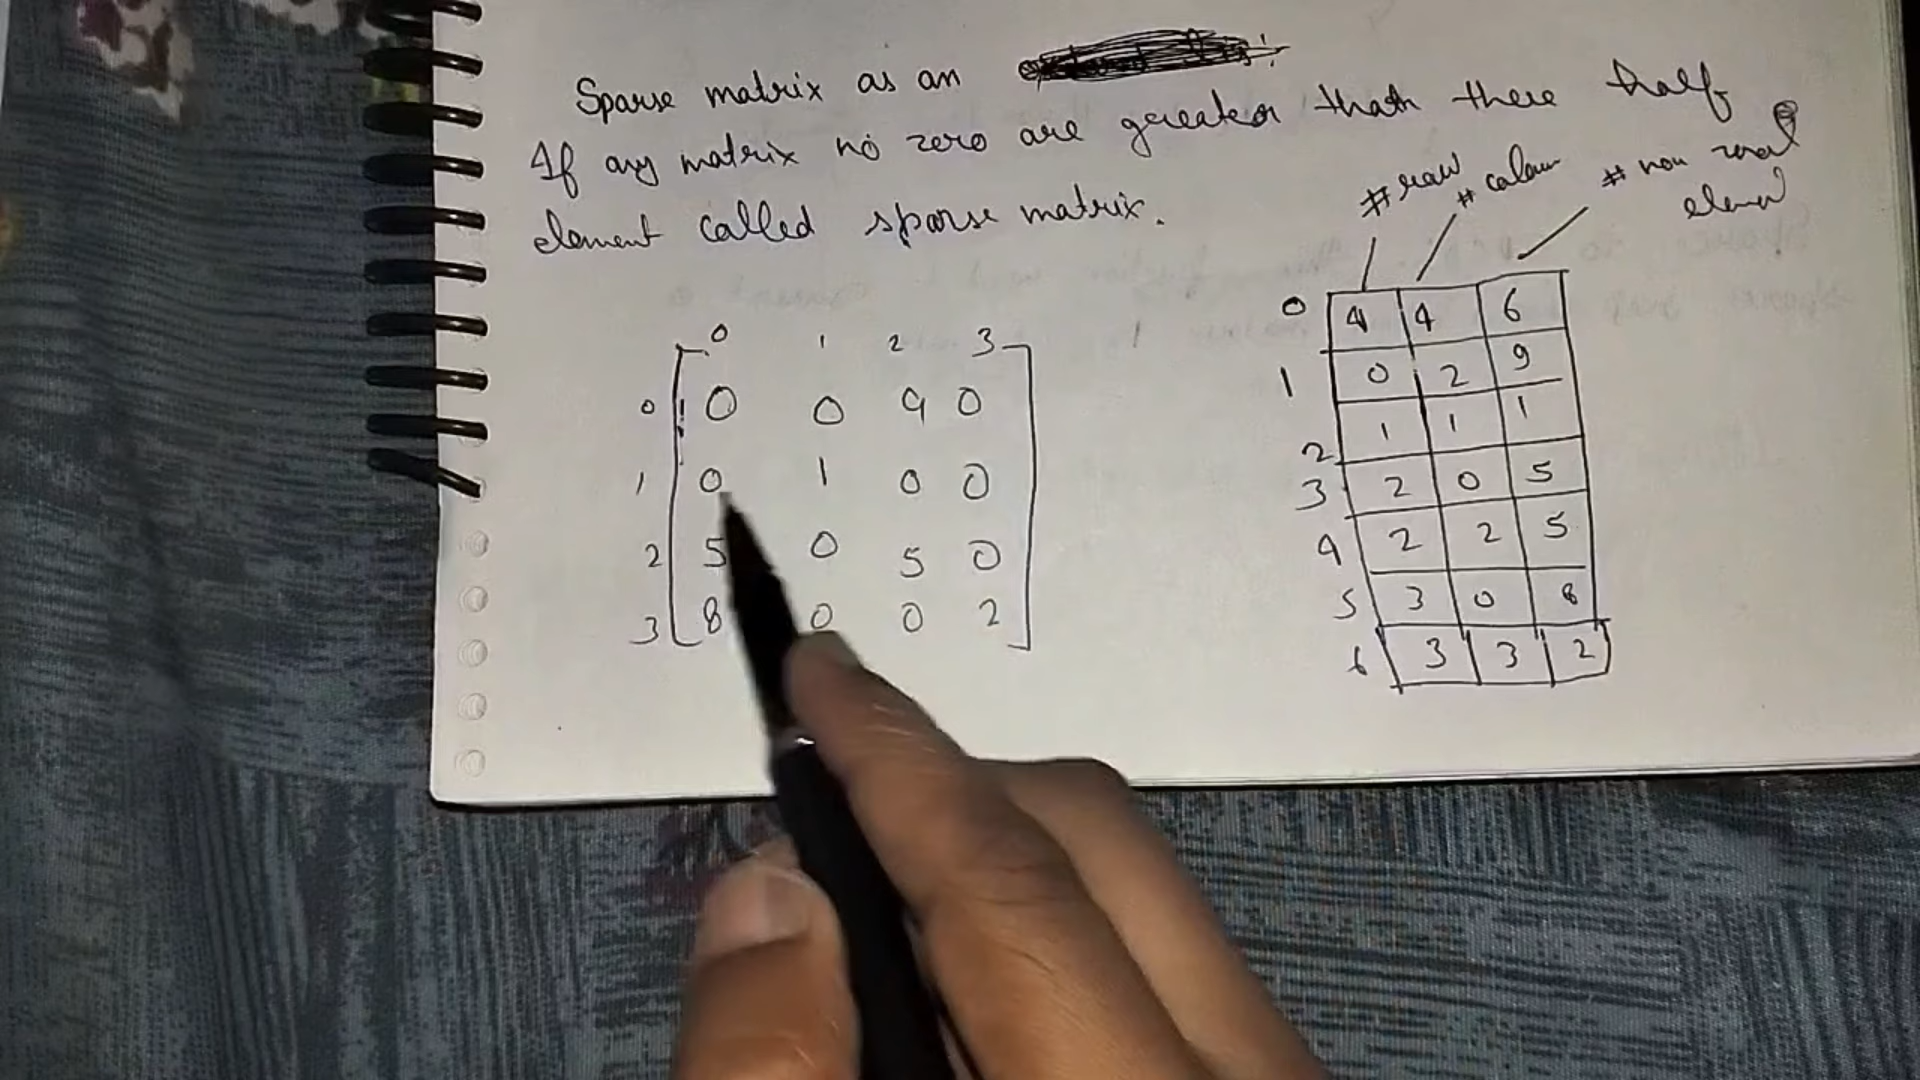 Sparse matrix as an
If any matrix no zero are greater than there half
element called sparse matrix.
# raw # colam # non zeral
element
0 1 2 3
0 0 0 9 0
1 0 1 0 0
2 5 0 5 0
3 8 0 0 2
0 4 4 6
1 0 2 9
2 1 1 1
3 2 0 5
4 2 2 5
5 3 0 8
6 3 3 2